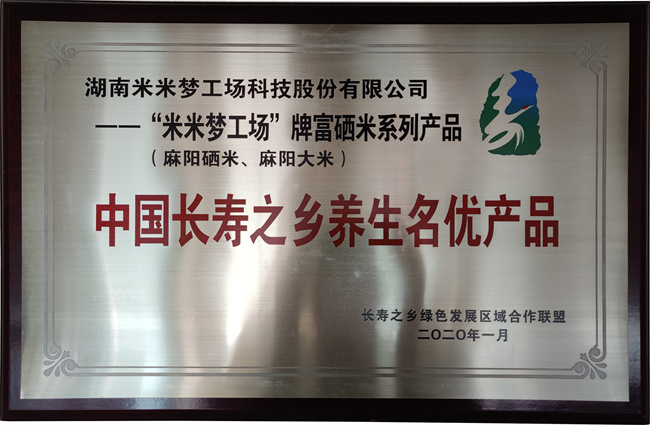 湖南米米梦工场科技股份有限公司
——“米米梦工场”牌富硒米系列产品
（麻阳硒米、麻阳大米）
中国长寿之乡养生名优产品
长寿之乡绿色发展区域合作联盟
二〇二〇年一月